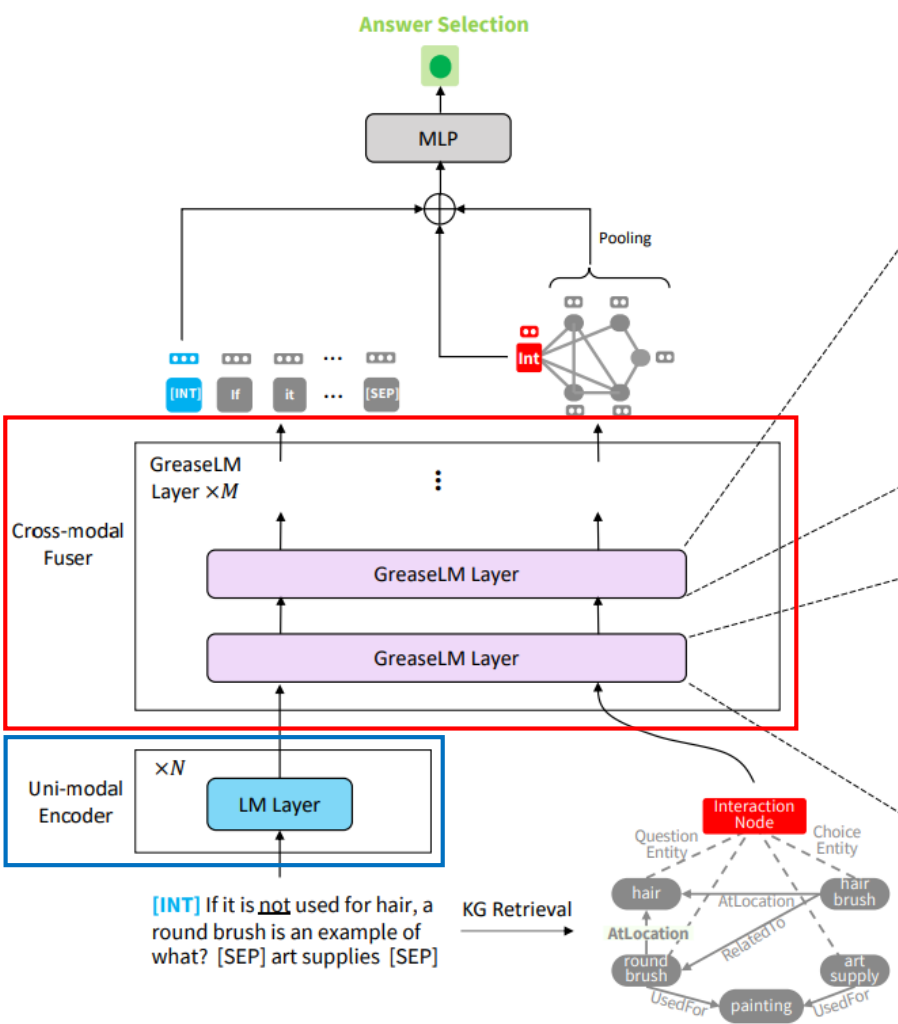 Answer Selection
MLP
Pooling
Int
[INT] If it ... [SEP]
...
GreaseLM
Layer ×M
Cross-modal
Fuser
GreaseLM Layer
GreaseLM Layer
×N
Uni-modal
Encoder
LM Layer
Interaction
Node
Question
Entity
Choice
Entity
hair
hair
brush
AtLocation
AtLocation
RelatedTo
round
brush
art
supply
UsedFor
painting
UsedFor
[INT] If it is not used for hair, a
round brush is an example of
what? [SEP] art supplies [SEP]
KG Retrieval